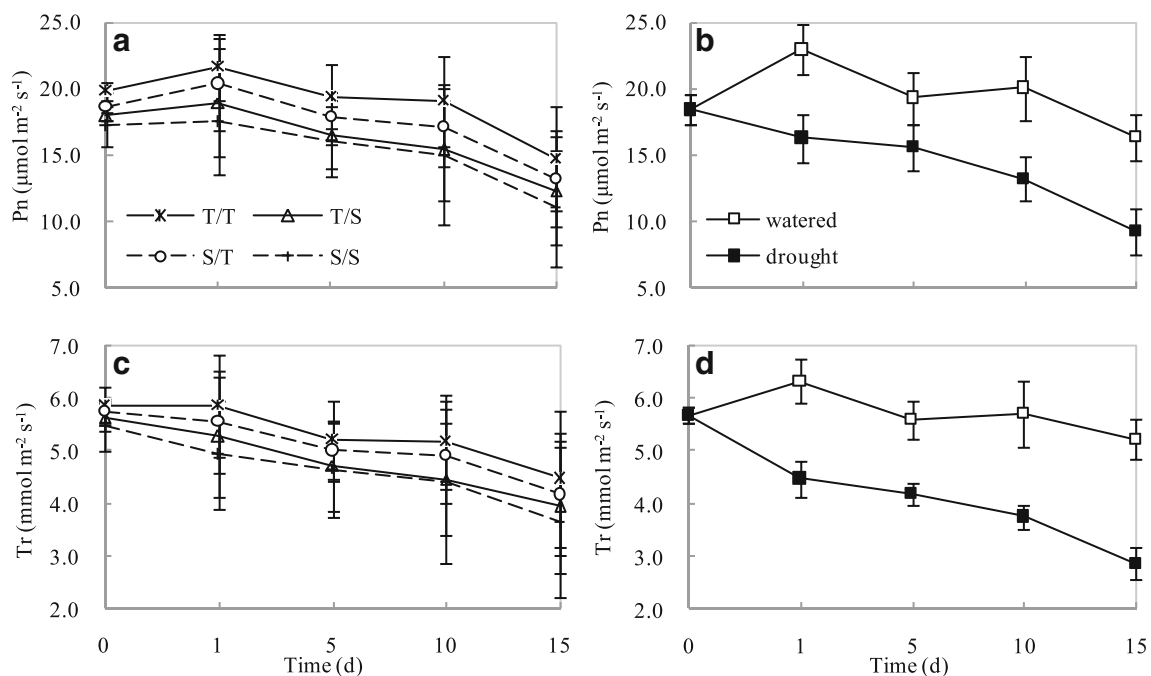 a
25.0
20.0
15.0
10.0
5.0
Pn (μmol m⁻² s⁻¹)
T/T
T/S
S/T
S/S
b
25.0
20.0
15.0
10.0
5.0
Pn (μmol m⁻² s⁻¹)
watered
drought
c
7.0
6.0
5.0
4.0
3.0
2.0
Tr (mmol m⁻² s⁻¹)
0 1 5 10 15
Time (d)
d
7.0
6.0
5.0
4.0
3.0
2.0
Tr (mmol m⁻² s⁻¹)
0 1 5 10 15
Time (d)